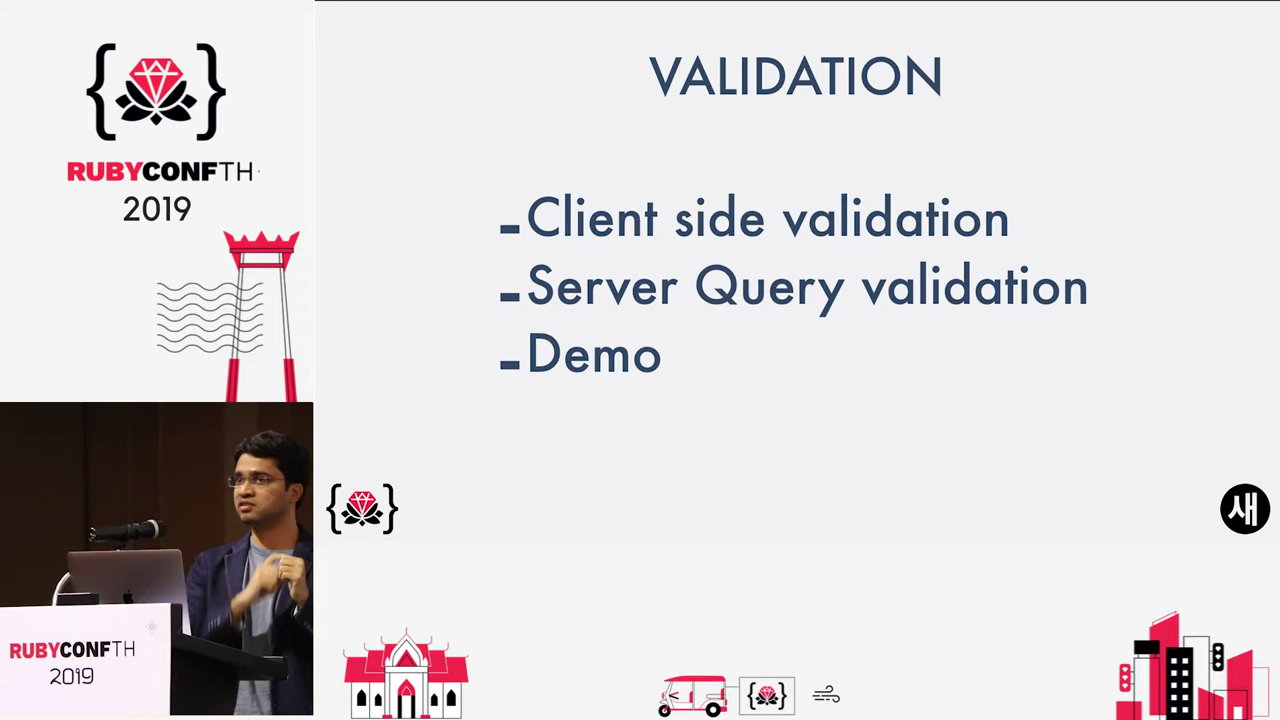 RUBYCONFTH
2019
VALIDATION
Client side validation
Server Query validation
Demo
새
RUBYCONFTH
2019